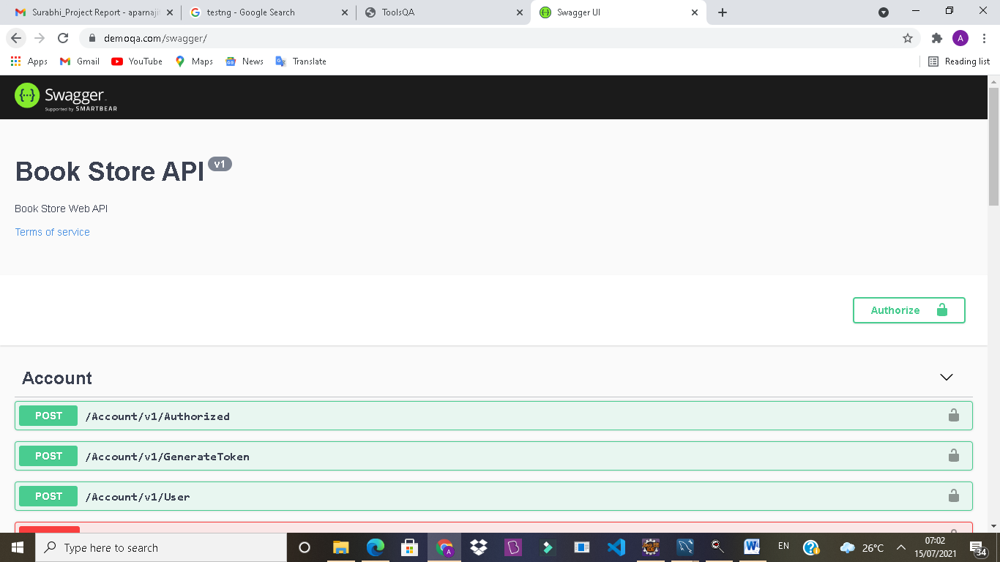 Surabhi_Project Report - aparnaji
testng - Google Search
ToolsQA
Swagger UI
demoqa.com/swagger/
A
Apps
Gmail
YouTube
Maps
News
Translate
Reading list
{...} Swagger
Supported by SMARTBEAR
Book Store API v1
Book Store Web API
Terms of service
Authorize
Account
POST /Account/v1/Authorized
POST /Account/v1/GenerateToken
POST /Account/v1/User
Type here to search
EN
26°C
07:02
15/07/2021
34